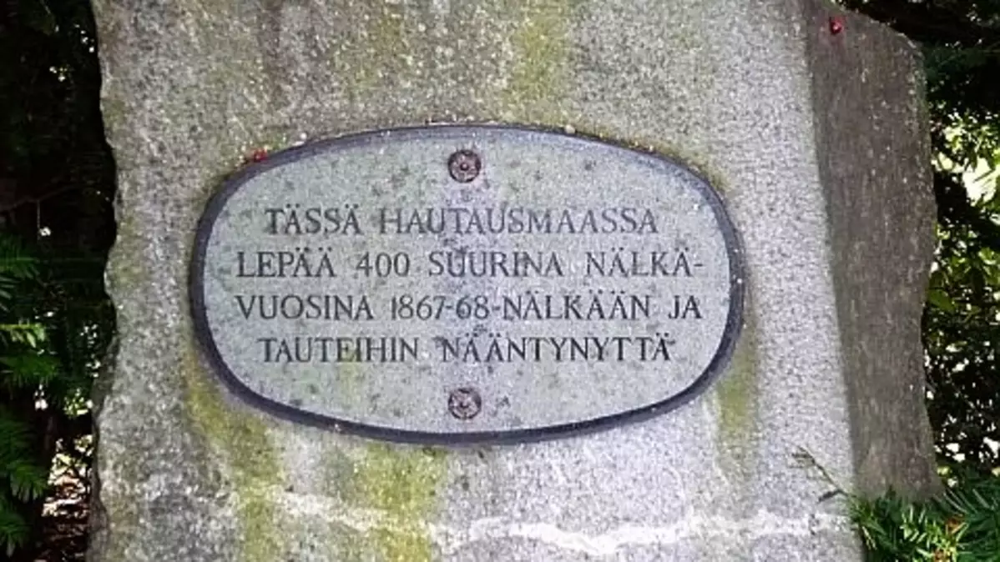 TÄSSÄ HAUTAUSMAASSA
LEPÄÄ 400 SUURINA NÄLKÄ-
VUOSINA 1867-68-NÄLKÄÄN JA
TAUTEIHIN NÄÄNTYNYTTÄ